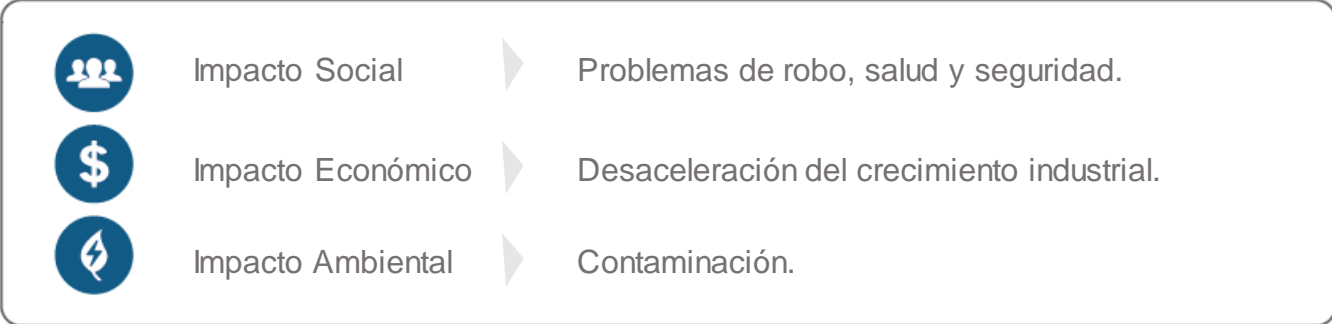 Impacto Social Problemas de robo, salud y seguridad.
$ Impacto Económico Desaceleración del crecimiento industrial.
Impacto Ambiental Contaminación.